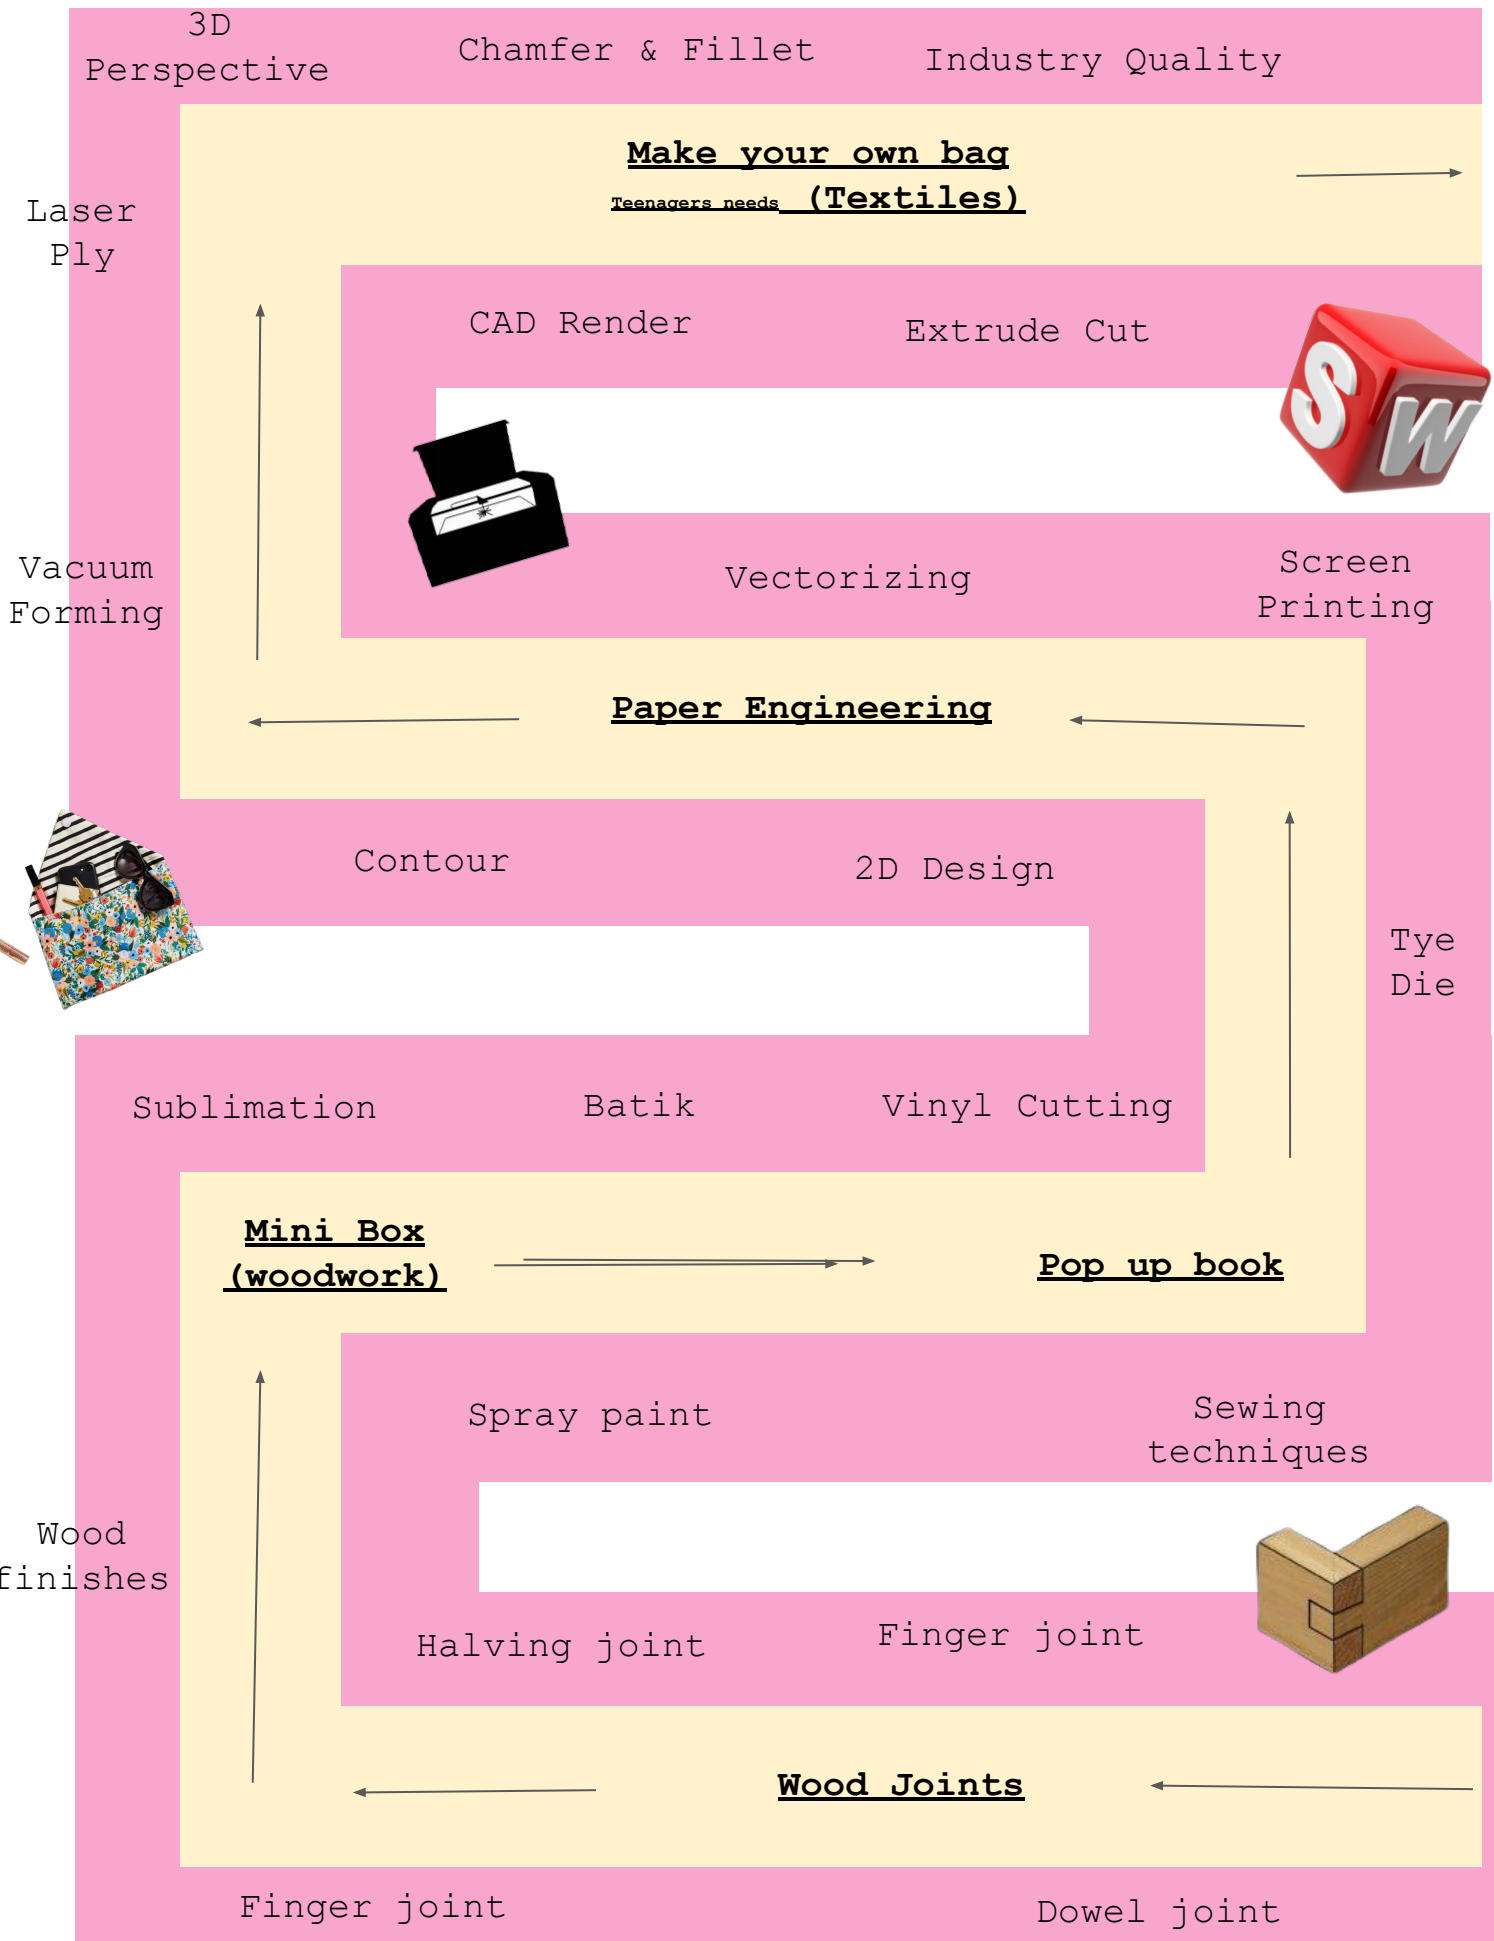 3D
Perspective
Chamfer & Fillet
Industry Quality
Make your own bag
Teenagers needs (Textiles)
Laser
Ply
CAD Render
Extrude Cut
SW
Vacuum
Forming
Vectorizing
Screen
Printing
Paper Engineering
Contour
2D Design
Tye
Die
Sublimation
Batik
Vinyl Cutting
Mini Box
(woodwork)
Pop up book
Spray paint
Sewing
techniques
Wood
finishes
Halving joint
Finger joint
Wood Joints
Finger joint
Dowel joint